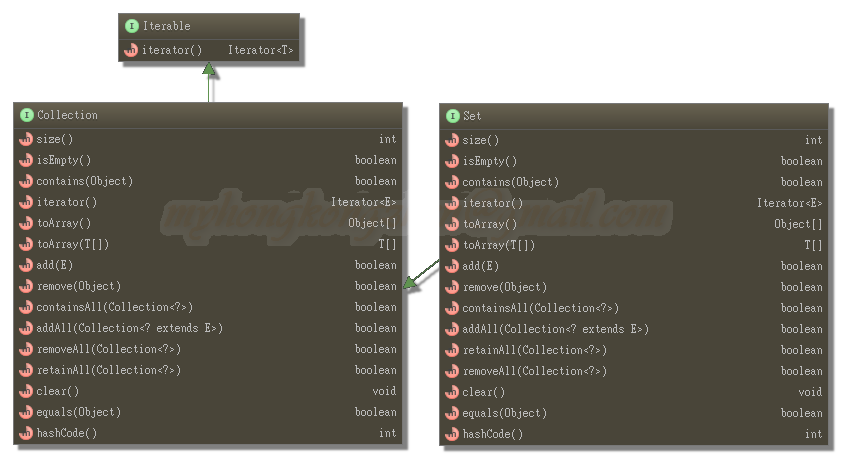 Iterable
iterator() Iterator<T>
Collection
size() int
isEmpty() boolean
contains(Object) boolean
iterator() Iterator<E>
toArray() Object[]
toArray(T[]) T[]
add(E) boolean
remove(Object) boolean
containsAll(Collection<?>) boolean
addAll(Collection<? extends E>) boolean
removeAll(Collection<?>) boolean
retainAll(Collection<?>) boolean
clear() void
equals(Object) boolean
hashCode() int
Set
size() int
isEmpty() boolean
contains(Object) boolean
iterator() Iterator<E>
toArray() Object[]
toArray(T[]) T[]
add(E) boolean
remove(Object) boolean
containsAll(Collection<?>) boolean
addAll(Collection<? extends E>) boolean
retainAll(Collection<?>) boolean
removeAll(Collection<?>) boolean
clear() void
equals(Object) boolean
hashCode() int